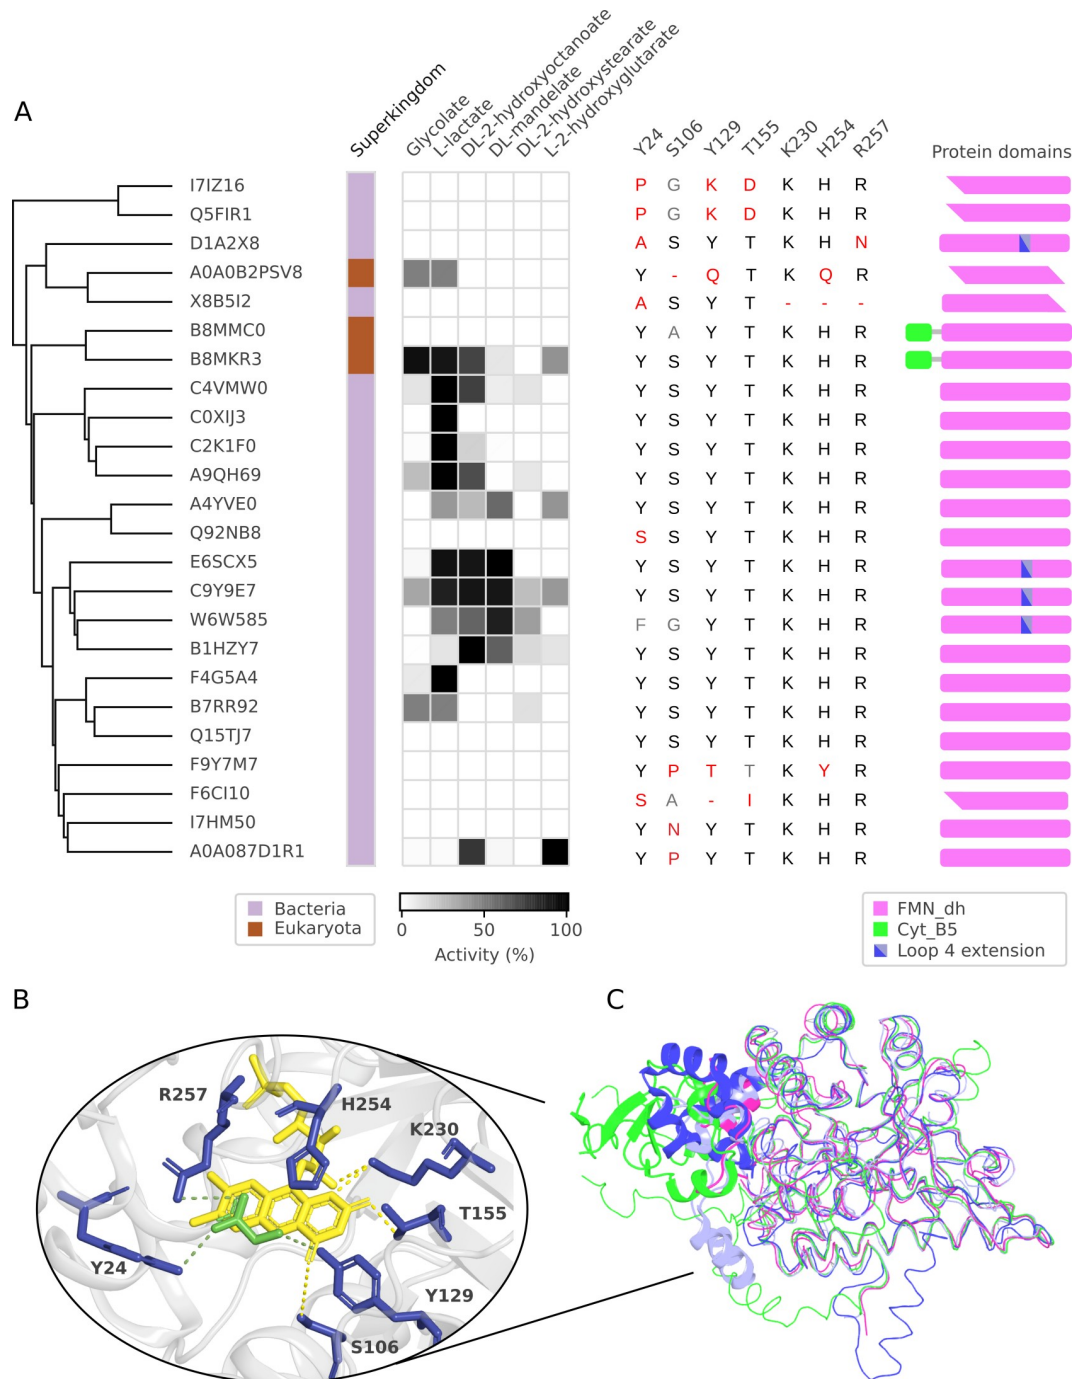 A
Superkingdom
Glycolate
L-lactate
DL-2-hydroxyoctanoate
DL-mandelate
DL-2-hydroxystearate
L-2-hydroxyglutarate
Y24 S106 Y129 T155 K230 H254 R257
Protein domains
I7IZ16 P G K D K H R
Q5FIR1 P G K D K H R
D1A2X8 A S Y T K H N
A0A0B2PSV8 Y - Q T K Q R
X8B5I2 A S Y T - - -
B8MMC0 Y A Y T K H R
B8MKR3 Y S Y T K H R
C4VMW0 Y S Y T K H R
C0XIJ3 Y S Y T K H R
C2K1F0 Y S Y T K H R
A9QH69 Y S Y T K H R
A4YVE0 Y S Y T K H R
Q92NB8 S S Y T K H R
E6SCX5 Y S Y T K H R
C9Y9E7 Y S Y T K H R
W6W585 F G Y T K H R
B1HZY7 Y S Y T K H R
F4G5A4 Y S Y T K H R
B7RR92 Y S Y T K H R
Q15TJ7 Y S Y T K H R
F9Y7M7 Y P T T K Y R
F6CI10 S A - I K H R
I7HM50 Y N Y T K H R
A0A087D1R1 Y P Y T K H R
Bacteria
Eukaryota
0 50 100
Activity (%)
FMN_dh
Cyt_B5
Loop 4 extension
B
R257
H254
K230
T155
Y24
Y129
S106
C